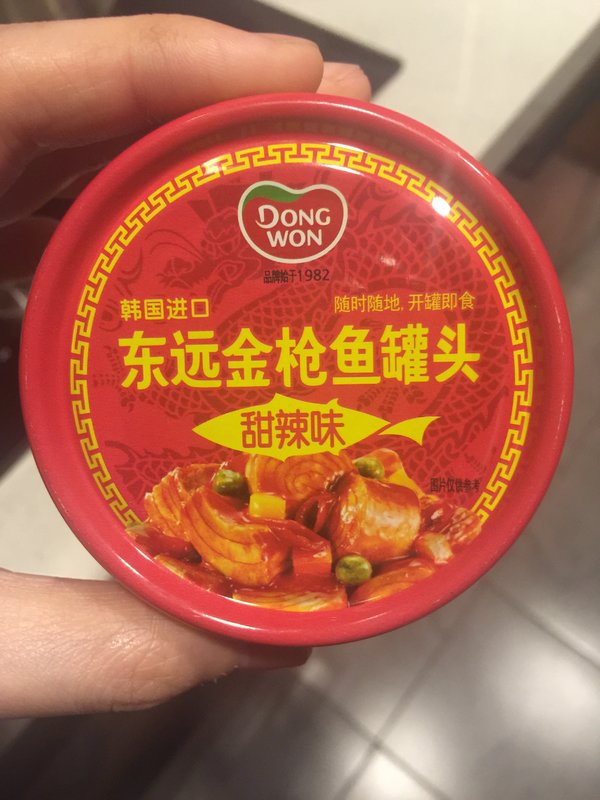 DONG
WON
品牌始于1982
韩国进口
随时随地, 开罐即食
东远金枪鱼罐头
甜辣味
图片仅供参考